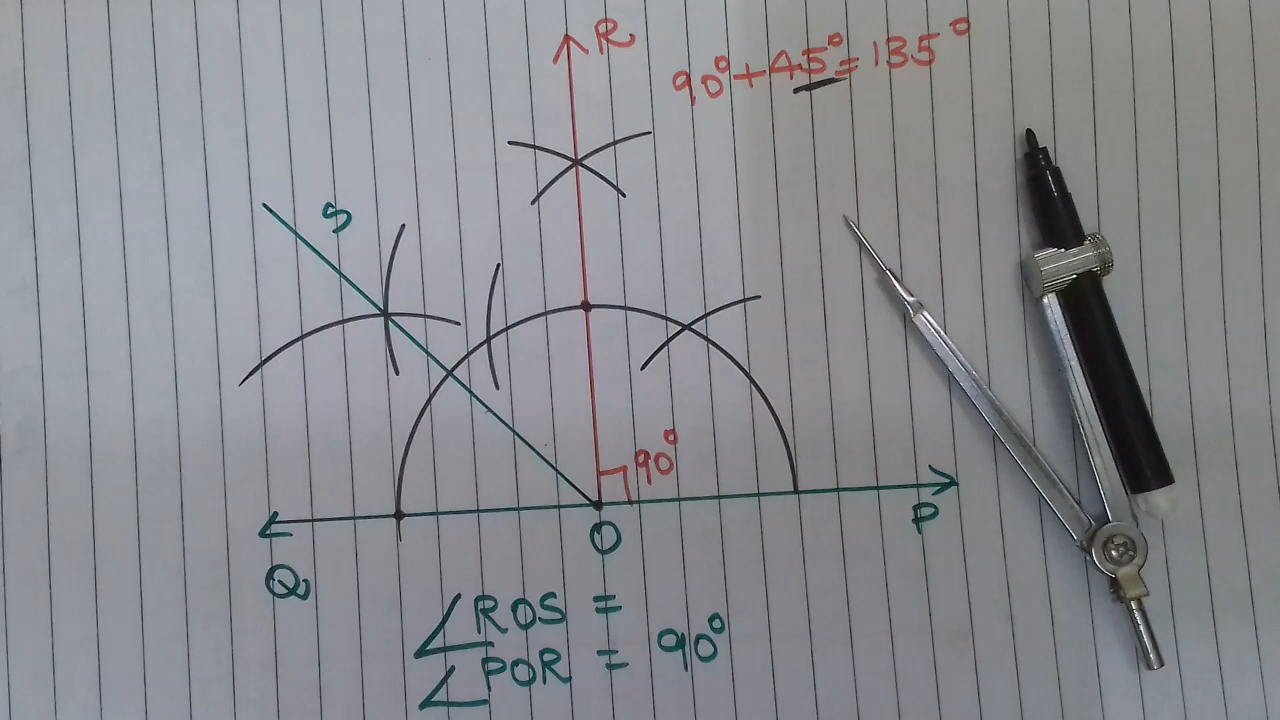 R
90°+45°=135°
S
90°
P
O
Q
∠ROS =
∠POR = 90°